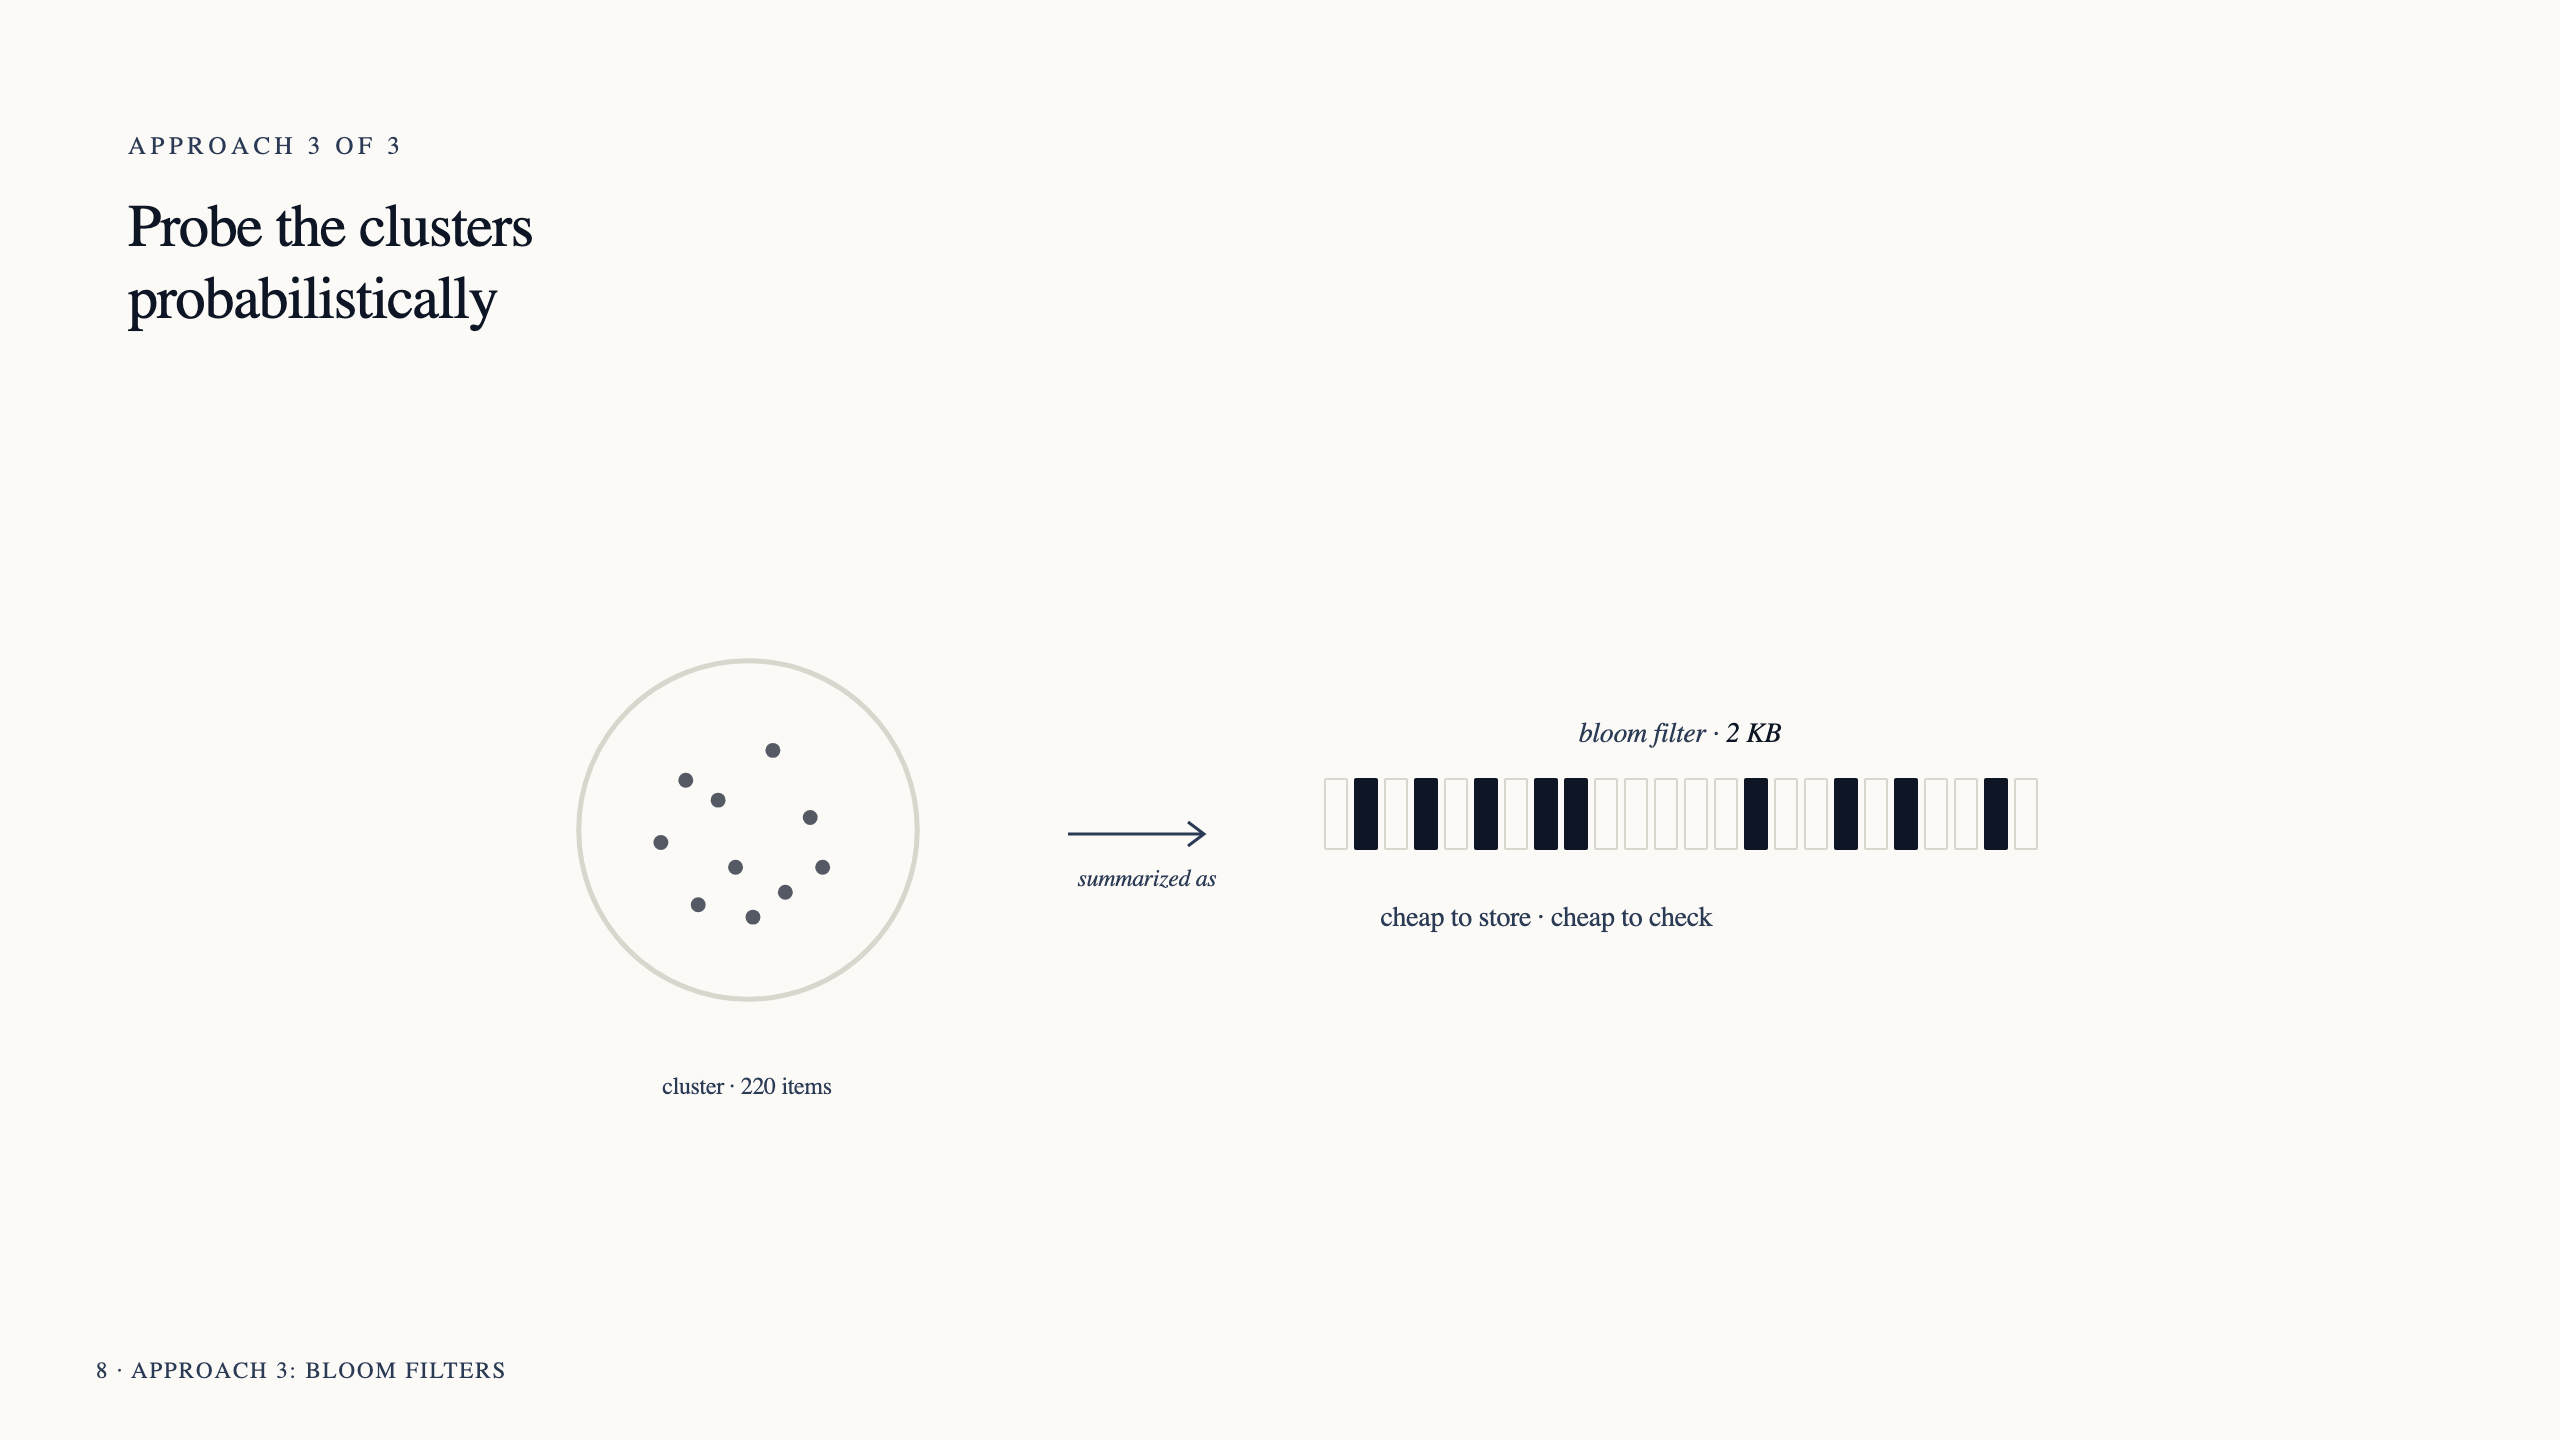 APPROACH 3 OF 3
Probe the clusters
probabilistically
bloom filter · 2 KB
summarized as
cheap to store · cheap to check
cluster · 220 items
8 · APPROACH 3: BLOOM FILTERS